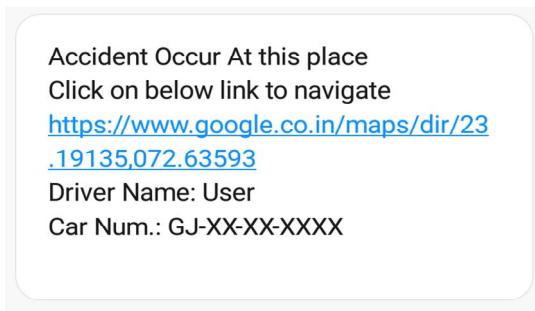 Accident Occur At this place
Click on below link to navigate
https://www.google.co.in/maps/dir/23
.19135,072.63593
Driver Name: User
Car Num.: GJ-XX-XX-XXXX